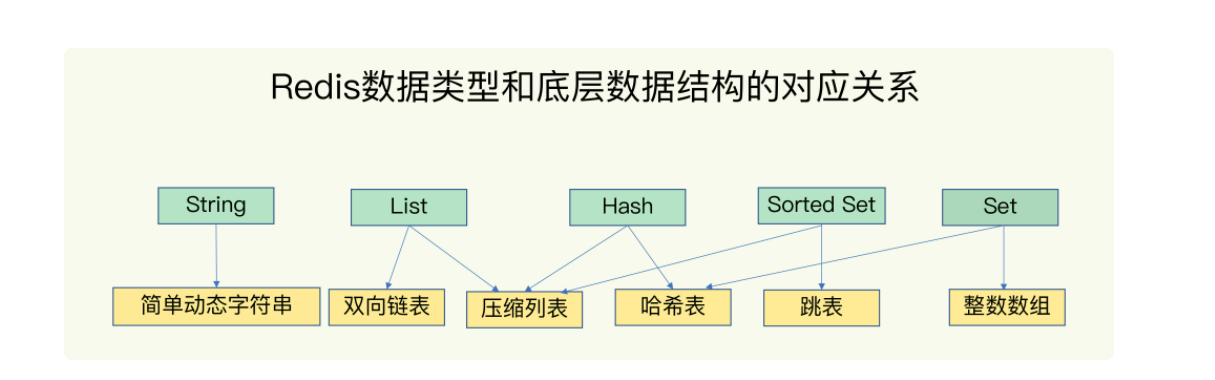 Redis数据类型和底层数据结构的对应关系
String
List
Hash
Sorted Set
Set
简单动态字符串
双向链表
压缩列表
哈希表
跳表
整数数组